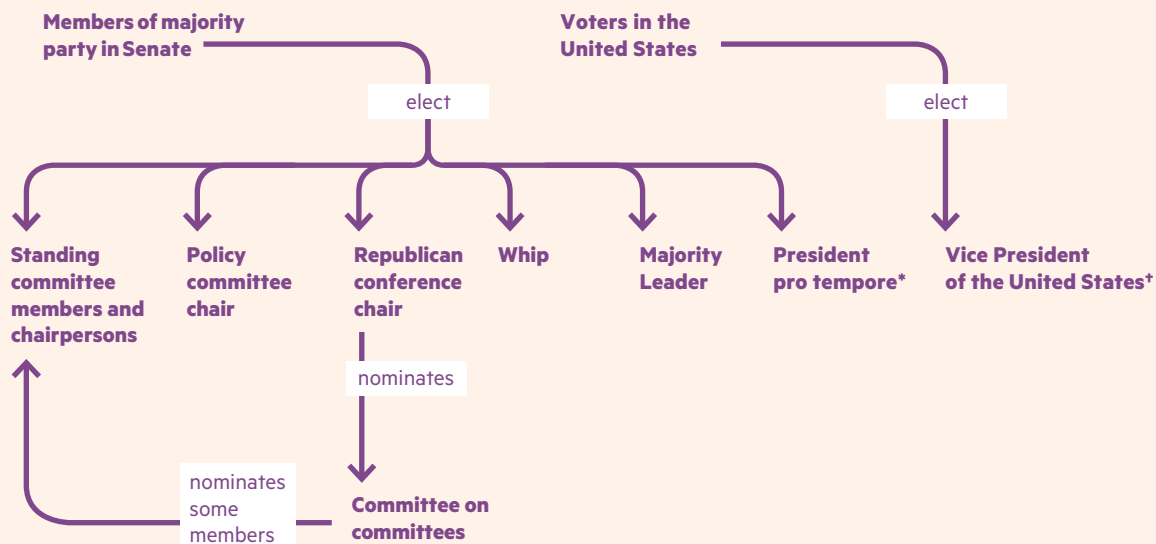 Members of majority
party in Senate
Voters in the
United States
elect
elect
Standing
committee
members and
chairpersons
Policy
committee
chair
Republican
conference
chair
Whip
Majority
Leader
President
pro tempore*
Vice President
of the United States†
nominates
nominates
some
members
Committee on
committees